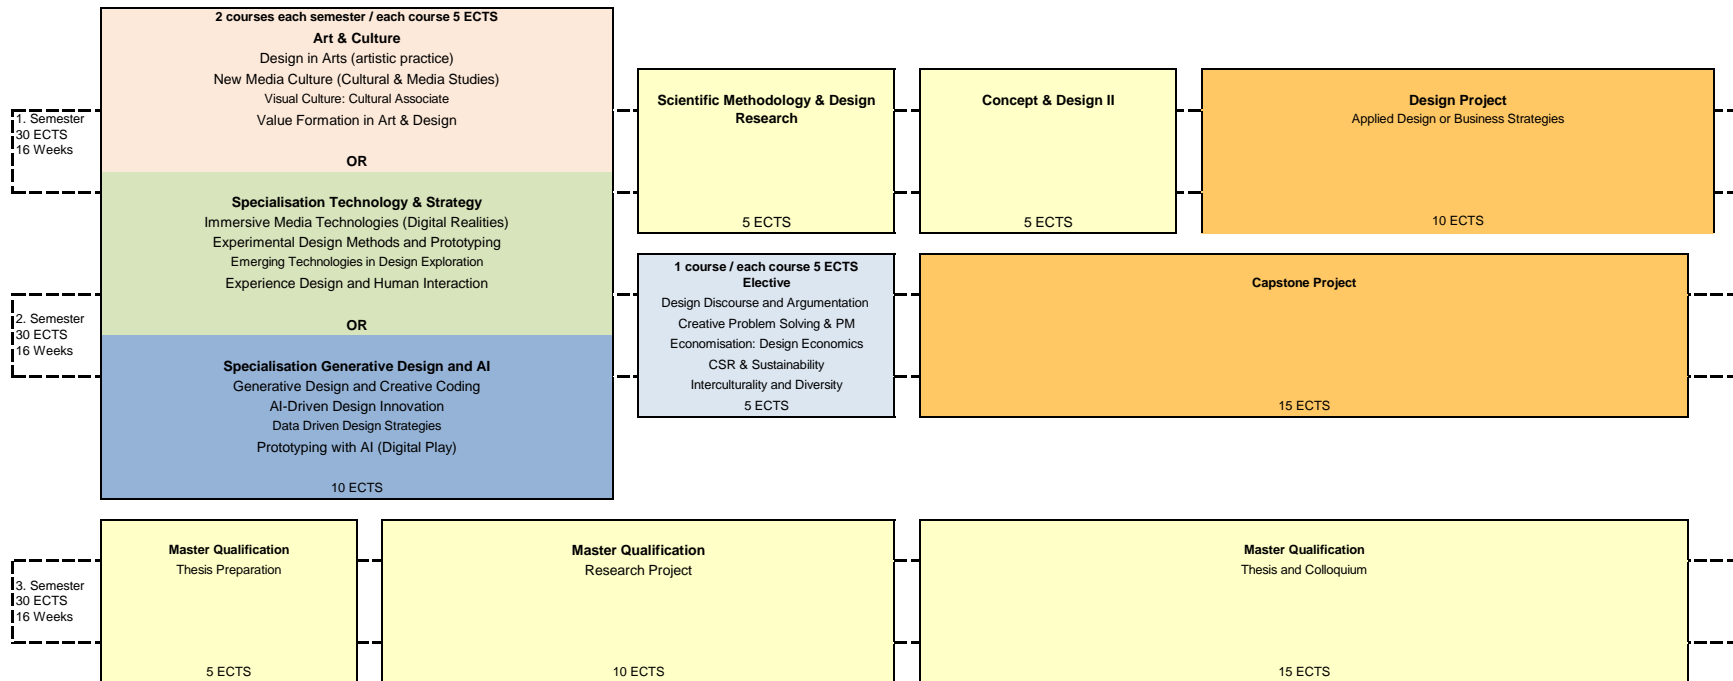 2 courses each semester / each course 5 ECTS
Art & Culture
Design in Arts (artistic practice)
New Media Culture (Cultural & Media Studies)
Visual Culture: Cultural Associate
Value Formation in Art & Design
OR
Specialisation Technology & Strategy
Immersive Media Technologies (Digital Realities)
Experimental Design Methods and Prototyping
Emerging Technologies in Design Exploration
Experience Design and Human Interaction
OR
Specialisation Generative Design and AI
Generative Design and Creative Coding
AI-Driven Design Innovation
Data Driven Design Strategies
Prototyping with AI (Digital Play)
10 ECTS
1. Semester
30 ECTS
16 Weeks
Scientific Methodology & Design
Research
5 ECTS
Concept & Design II
5 ECTS
Design Project
Applied Design or Business Strategies
10 ECTS
2. Semester
30 ECTS
16 Weeks
1 course / each course 5 ECTS
Elective
Design Discourse and Argumentation
Creative Problem Solving & PM
Economisation: Design Economics
CSR & Sustainability
Interculturality and Diversity
5 ECTS
Capstone Project
15 ECTS
3. Semester
30 ECTS
16 Weeks
Master Qualification
Thesis Preparation
5 ECTS
Master Qualification
Research Project
10 ECTS
Master Qualification
Thesis and Colloquium
15 ECTS